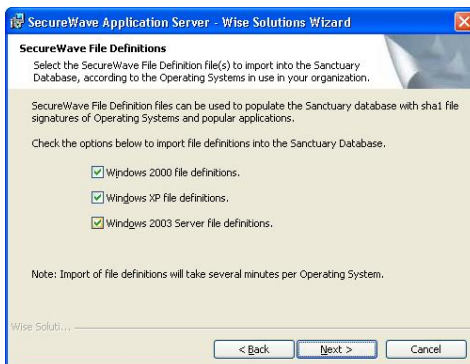 SecureWave Application Server - Wise Solutions Wizard
SecureWave File Definitions
Select the SecureWave File Definition file(s) to import into the Sanctuary
Database, according to the Operating Systems in use in your organization.
SecureWave File Definition files can be used to populate the Sanctuary database with sha1 file
signatures of Operating Systems and popular applications.
Check the options below to import file definitions into the Sanctuary Database.
Windows 2000 file definitions.
Windows XP file definitions.
Windows 2003 Server file definitions.
Note: Import of file definitions will take several minutes per Operating System.
Wise Soluti...
< Back Next > Cancel